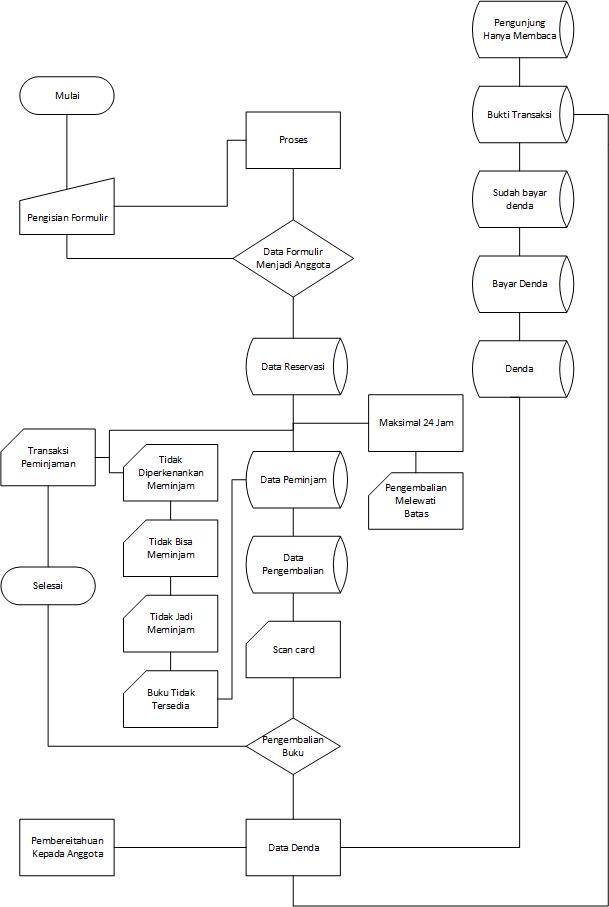 Pengunjung
Hanya Membaca
Mulai
Bukti Transaksi
Proses
Sudah bayar
denda
Pengisian Formulir
Data Formulir
Menjadi Anggota
Bayar Denda
Data Reservasi
Denda
Maksimal 24 Jam
Transaksi
Peminjaman
Tidak
Diperkenankan
Meminjam
Data Peminjam
Pengembalian
Melewati
Batas
Tidak Bisa
Meminjam
Data
Pengembalian
Selesai
Tidak Jadi
Meminjam
Scan card
Buku Tidak
Tersedia
Pengembalian
Buku
Pembereitahuan
Kepada Anggota
Data Denda